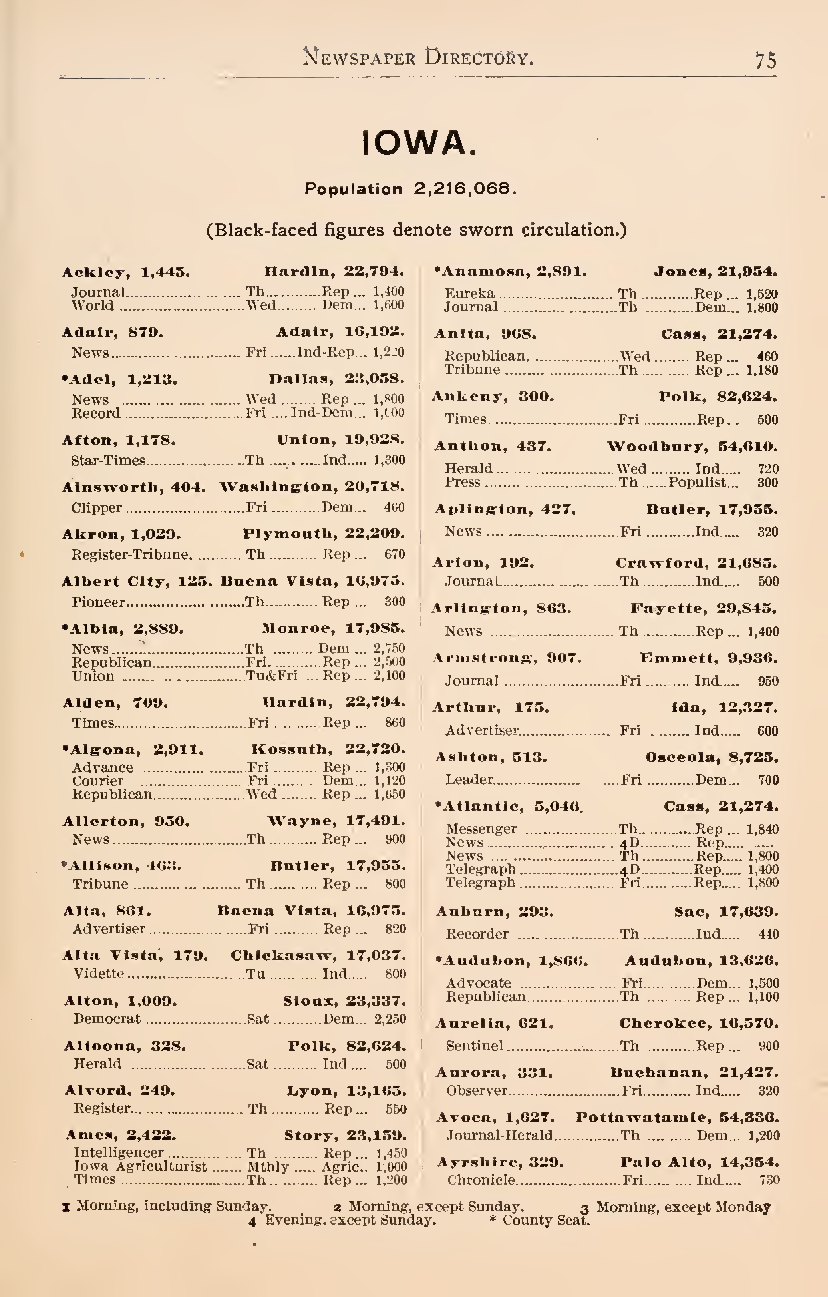 NEWSPAPER DIRECTORY. 75
IOWA.
Population 2,216,068.
(Black-faced figures denote sworn circulation.)
Ackley, 1,445. Hardin, 22,794.
Journal Th Rep 1,400
World Wed Dem 1,600
Adair, 879. Adair, 16,192.
News Fri Ind-Rep
*Adel, 1,213. Dallas, 23,058.
News Wed Rep 1,800
Record Fri Ind-Dem
Afton, 1,178. Union, 19,928.
Star-Times Th Ind 1,300
Ainsworth, 404. Washington, 20,718.
Clipper Fri Dem 460
Akron, 1,029. Plymouth, 22,209.
Register-Tribune Th Rep 670
Albert City, 125. Buena Vista, 16,975.
Pioneer Th Rep 300
*Albia, 2,889. Monroe, 17,985.
News Th Dem 2,750
Republican Fri Rep 2,500
Union Tu&Fri Rep 2,100
Alden, 709. Hardin, 22,794.
Times Fri Rep 860
*Algona, 2,911. Kossuth, 22,720.
Advance Fri Rep 1,300
Courier Fri Dem 1,120
Republican Wed Rep 1,650
Allerton, 950. Wayne, 17,491.
News Th Rep 900
*Allison, 463. Butler, 17,955.
Tribune Th Rep 800
Alta, 861. Buena Vista, 16,975.
Advertiser Fri Rep 820
Alta Vista, 179. Chickasaw, 17,037.
Vidette Tu Ind 800
Alton, 1,009. Sioux, 23,337.
Democrat Sat Dem 2,250
Altoona, 328. Polk, 82,624.
Herald Sat Ind 500
Alvord, 249. Lyon, 13,165.
Register Th Rep 550
Ames, 2,422. Story, 23,159.
Intelligencer Th Rep 1,450
Iowa Agriculturist Mthly Agric. 1,000
Times Th Rep 1,200
*Anamosa, 2,891. Jones, 21,954.
Eureka Th Rep 1,520
Journal Th Dem 1,800
Anita, 968. Cass, 21,274.
Republican Wed Rep 460
Tribune Th Rep 1,180
Ankeny, 300. Polk, 82,624.
Times Fri Rep 500
Anthon, 437. Woodbury, 54,610.
Herald Wed Ind 720
Press Th Populist 300
Aplington, 427. Butler, 17,955.
News Fri Ind 320
Arion, 192. Crawford, 21,685.
Journal Th Ind 500
Arlington, 863. Fayette, 29,845.
News Th Rep 1,400
Armstrong, 907. Emmett, 9,936.
Journal Fri Ind 950
Arthur, 175. Ida, 12,327.
Advertiser Fri Ind 600
Ashton, 513. Osceola, 8,725.
Leader Fri Dem 700
*Atlantic, 5,046. Cass, 21,274.
Messenger Th Rep 1,840
News 4D Rep
News Th Rep 1,800
Telegraph 4D Rep 1,400
Telegraph Fri Rep 1,800
Auburn, 293. Sac, 17,639.
Recorder Th Ind 440
*Audubon, 1,866. Audubon, 13,626.
Advocate Fri Dem 1,500
Republican Th Rep 1,100
Aurelia, 621. Cherokee, 16,570.
Sentinel Th Rep 900
Aurora, 331. Buchanan, 21,427.
Observer Fri Ind 320
Avoca, 1,627. Pottawatamie, 54,336.
Journal-Herald Th Dem 1,200
Ayrshire, 329. Palo Alto, 14,354.
Chronicle Fri Ind 730
1 Morning, including Sunday. 2 Morning, except Sunday. 3 Morning, except Monday
4 Evening, except Sunday. * County Seat.